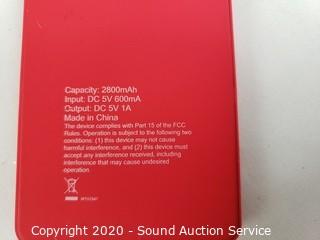 Capacity: 2800mAh
Input: DC 5V 600mA
Output: DC 5V 1A
Made in China
The device complies with Part 15 of the FCC
Rules. Operation is subject to the following two
conditions: (1) this device may not cause
harmful interference, and (2) this device must
accept any interference received, including
interference that may cause undesired
operation
Copyright 2020 - Sound Auction Service